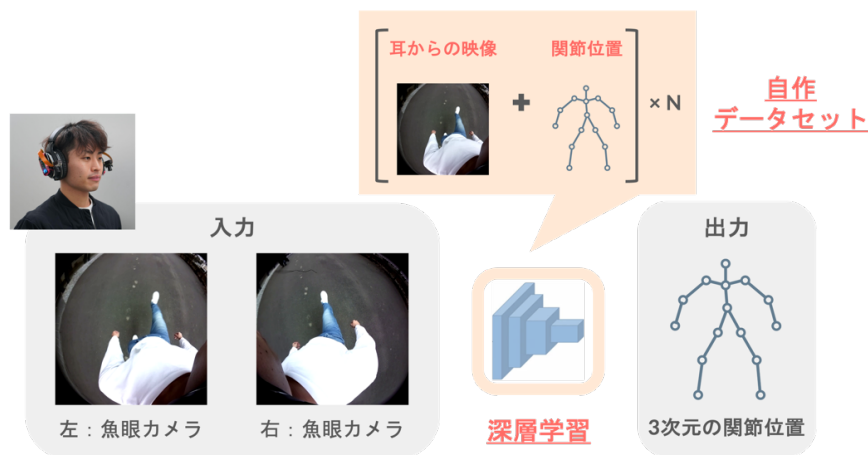 耳からの映像
関節位置
+
×N
自作
データセット
入力
出力
左：魚眼カメラ
右：魚眼カメラ
深層学習
3次元の関節位置